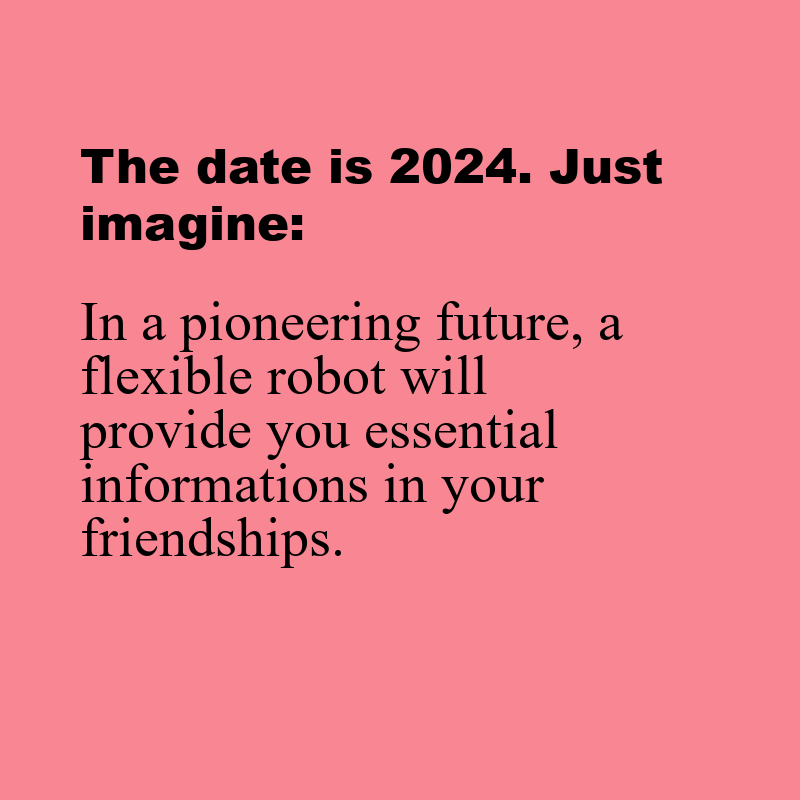 The date is 2024. Just
imagine:
In a pioneering future, a
flexible robot will
provide you essential
informations in your
friendships.